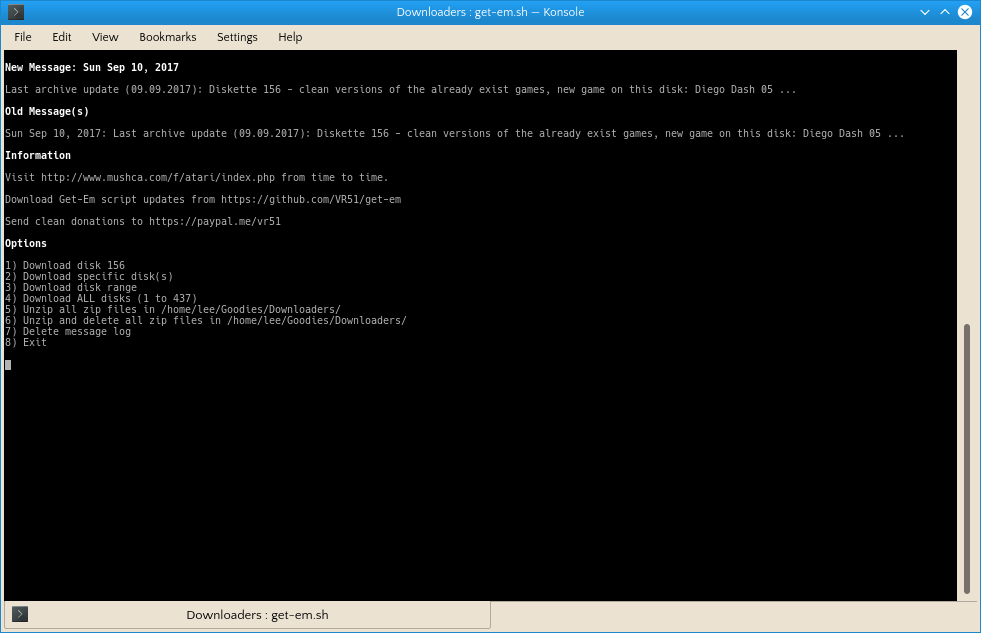 Downloaders : get-em.sh — Konsole
File Edit View Bookmarks Settings Help
New Message: Sun Sep 10, 2017
Last archive update (09.09.2017): Diskette 156 - clean versions of the already exist games, new game on this disk: Diego Dash 05 ...
Old Message(s)
Sun Sep 10, 2017: Last archive update (09.09.2017): Diskette 156 - clean versions of the already exist games, new game on this disk: Diego Dash 05 ...
Information
Visit http://www.mushca.com/f/atari/index.php from time to time.
Download Get-Em script updates from https://github.com/VR51/get-em
Send clean donations to https://paypal.me/vr51
Options
1) Download disk 156
2) Download specific disk(s)
3) Download disk range
4) Download ALL disks (1 to 437)
5) Unzip all zip files in /home/lee/Goodies/Downloaders/
6) Unzip and delete all zip files in /home/lee/Goodies/Downloaders/
7) Delete message log
8) Exit
Downloaders : get-em.sh